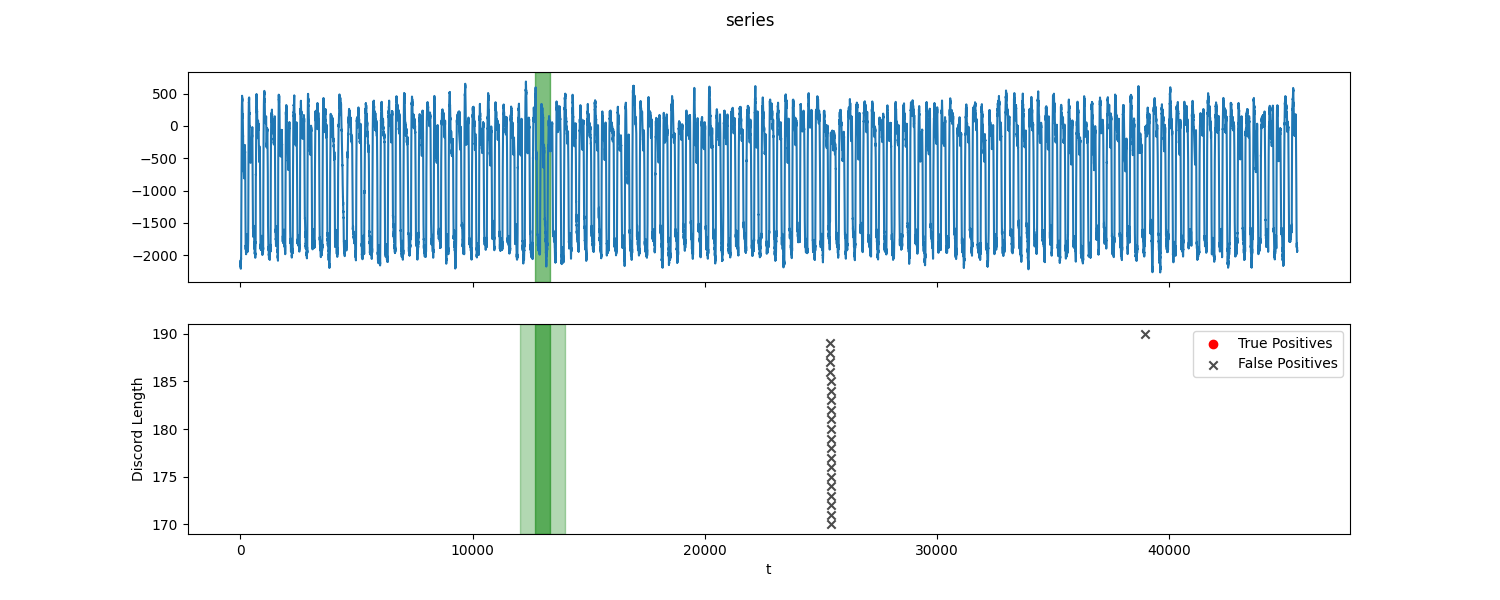 series
500
0
−500
−1000
−1500
−2000
190
185
180
175
170
Discord Length
True Positives
False Positives
0 10000 20000 30000 40000
t